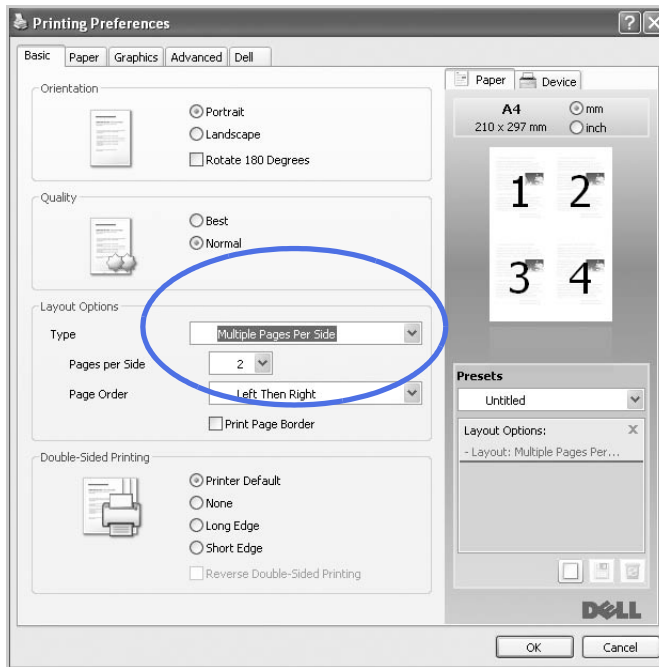 Printing Preferences
Basic Paper Graphics Advanced Dell
Orientation
Portrait
Landscape
Rotate 180 Degrees
Quality
Best
Normal
Layout Options
Type Multiple Pages Per Side
Pages per Side 2
Page Order Left Then Right
Print Page Border
Double-Sided Printing
Printer Default
None
Long Edge
Short Edge
Reverse Double-Sided Printing
Paper Device
A4 mm
210 x 297 mm inch
1 2
3 4
Presets
Untitled
Layout Options:
- Layout: Multiple Pages Per...
DELL
OK Cancel